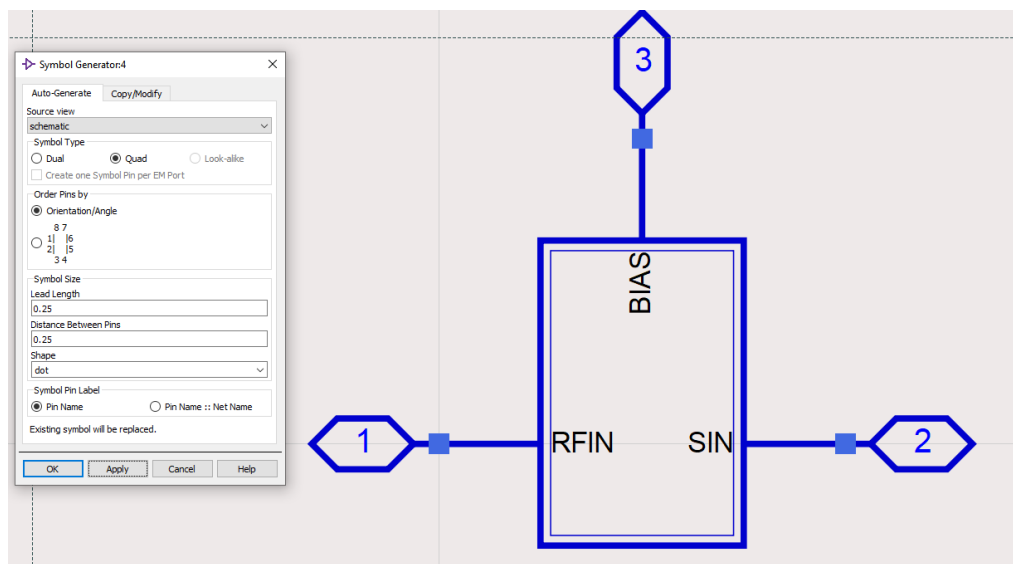 Symbol Generator:4
Auto-Generate Copy/Modify
Source view
schematic
Symbol Type
Dual Quad Look-alike
Create one Symbol Pin per EM Port
Order Pins by
Orientation/Angle
8 7
1| |6
2| |5
3 4
Symbol Size
Lead Length
0.25
Distance Between Pins
0.25
Shape
dot
Symbol Pin Label
Pin Name Pin Name :: Net Name
Existing symbol will be replaced.
OK Apply Cancel Help
3
BIAS
1 RFIN SIN 2